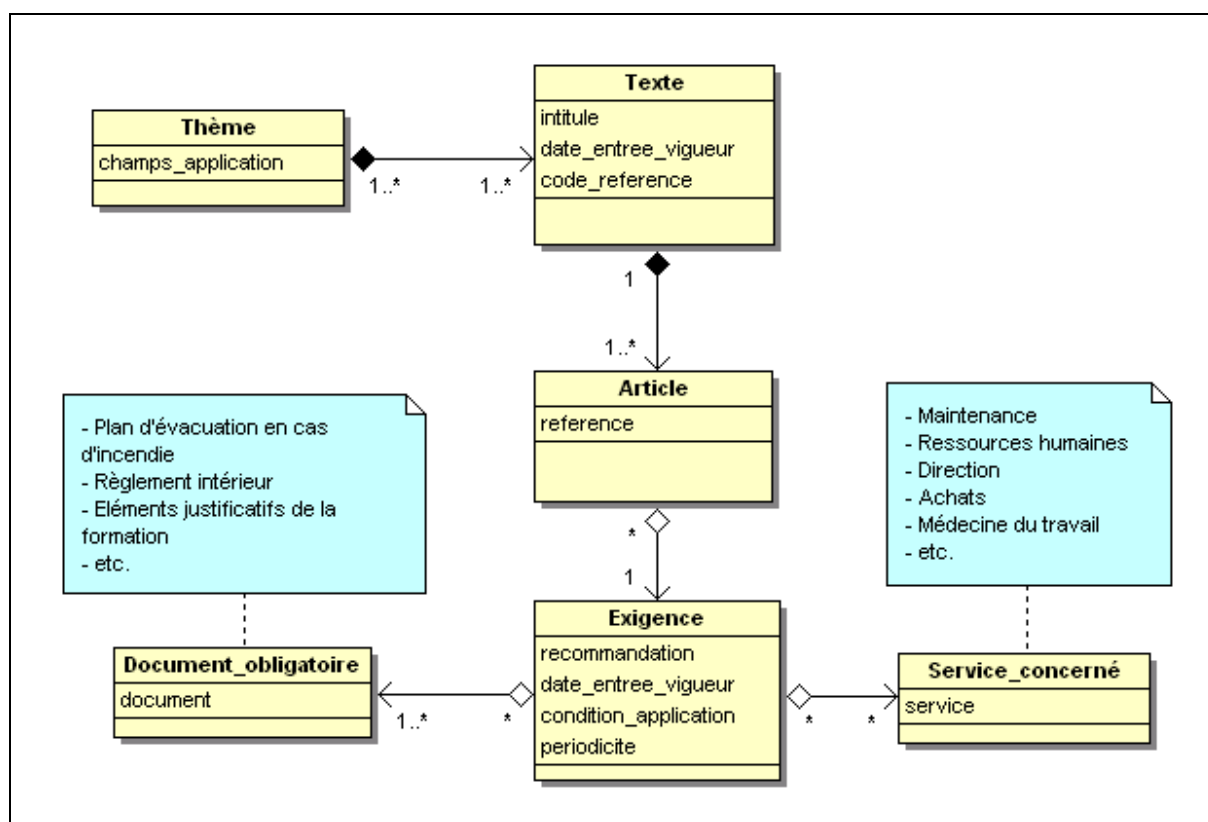 Thème
champs_application
1..*
1..*
Texte
intitule
date_entree_vigueur
code_reference
1
1..*
Article
reference
*
1
- Plan d'évacuation en cas
d'incendie
- Règlement intérieur
- Eléments justificatifs de la
formation
- etc.
- Maintenance
- Ressources humaines
- Direction
- Achats
- Médecine du travail
- etc.
Document_obligatoire
document
1..*
*
Exigence
recommandation
date_entree_vigueur
condition_application
periodicite
*
*
Service_concerné
service